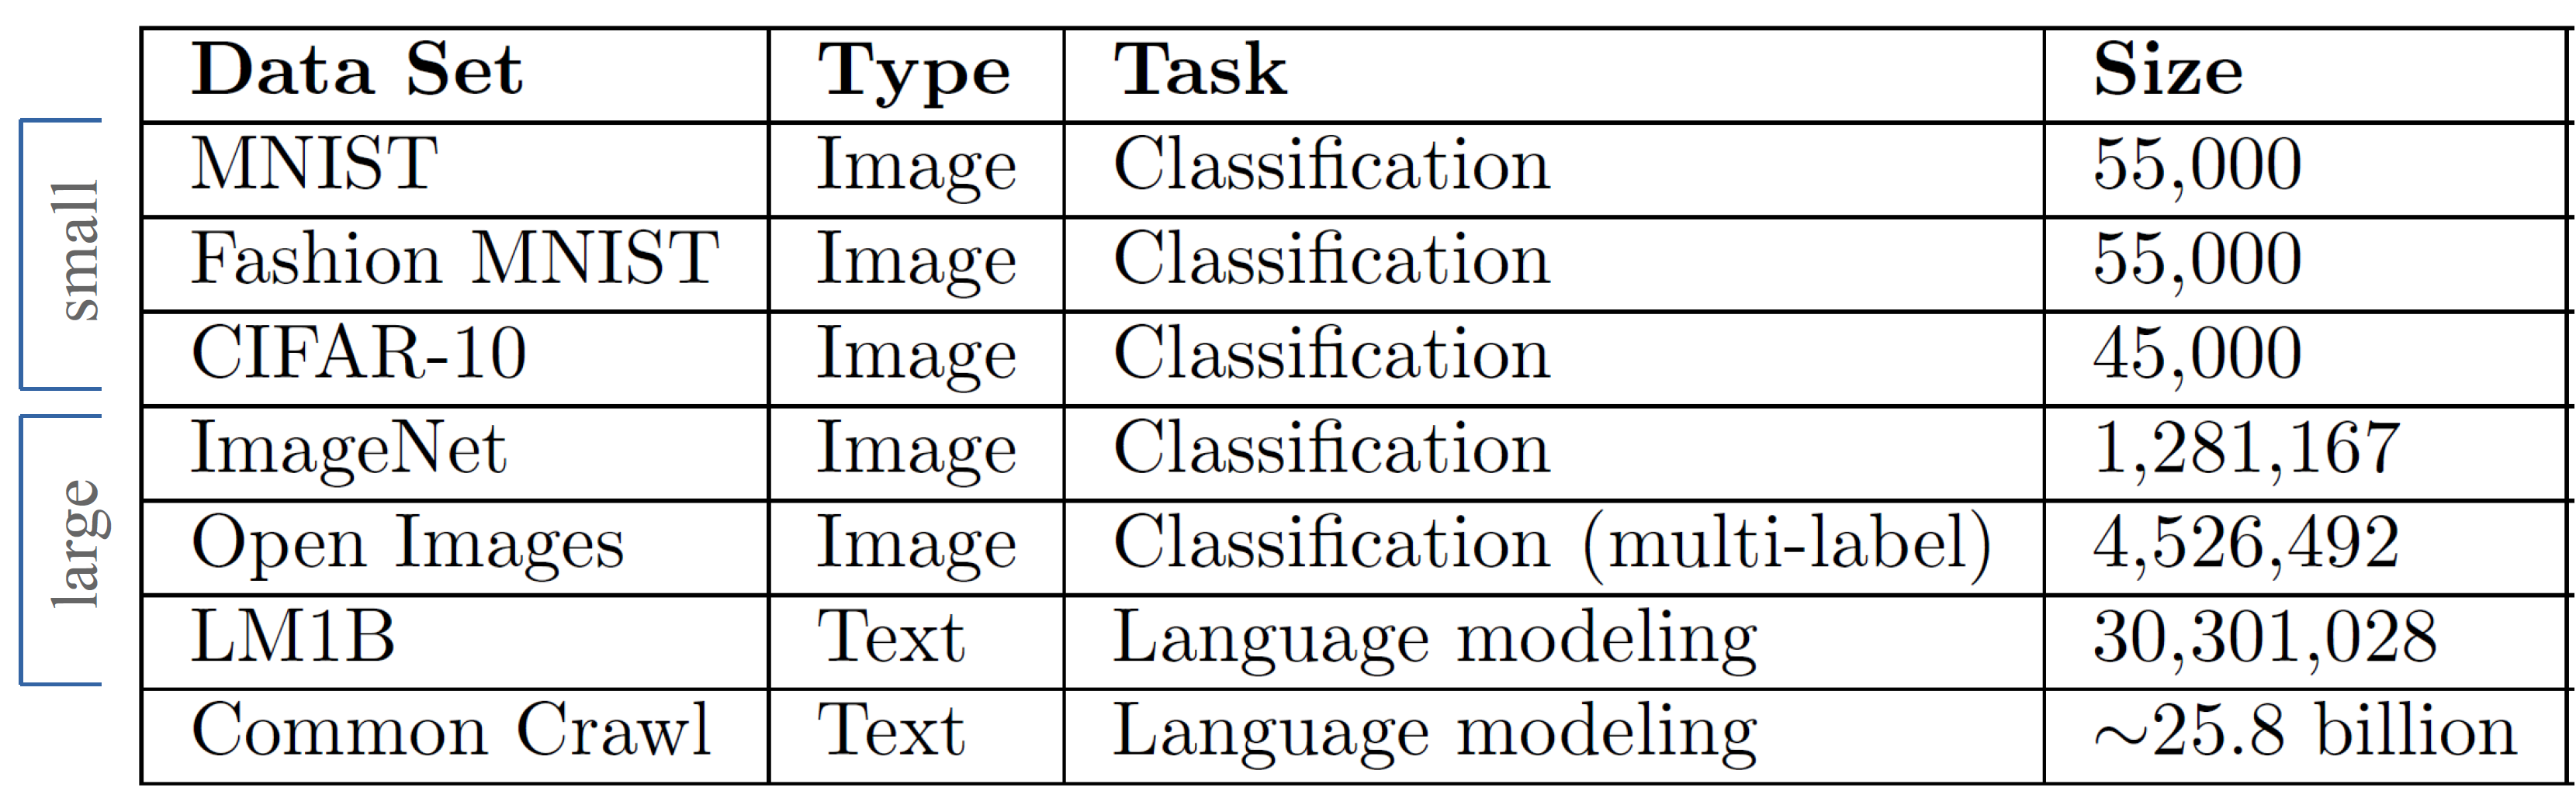 Data Set Type Task Size
small
MNIST Image Classification 55,000
Fashion MNIST Image Classification 55,000
CIFAR-10 Image Classification 45,000
large
ImageNet Image Classification 1,281,167
Open Images Image Classification (multi-label) 4,526,492
LM1B Text Language modeling 30,301,028
Common Crawl Text Language modeling ~25.8 billion